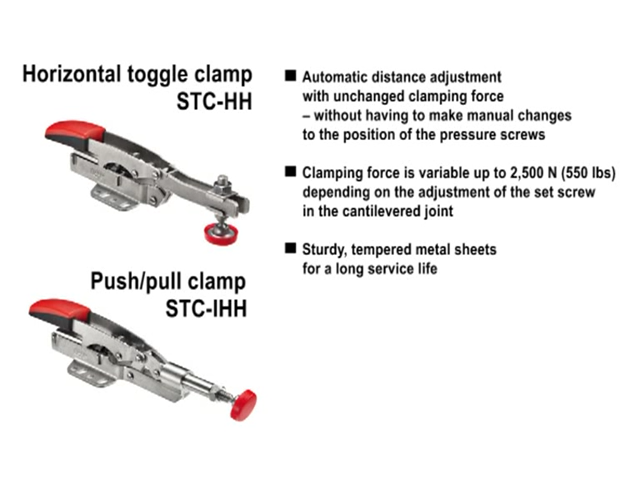 Horizontal toggle clamp
STC-HH
■ Automatic distance adjustment
with unchanged clamping force
– without having to make manual changes
to the position of the pressure screws
■ Clamping force is variable up to 2,500 N (550 lbs)
depending on the adjustment of the set screw
in the cantilevered joint
■ Sturdy, tempered metal sheets
for a long service life
Push/pull clamp
STC-IHH